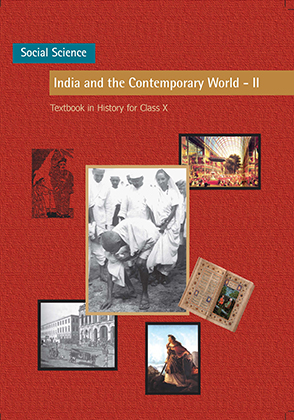 Social Science
India and the Contemporary World - II
Textbook in History for Class X